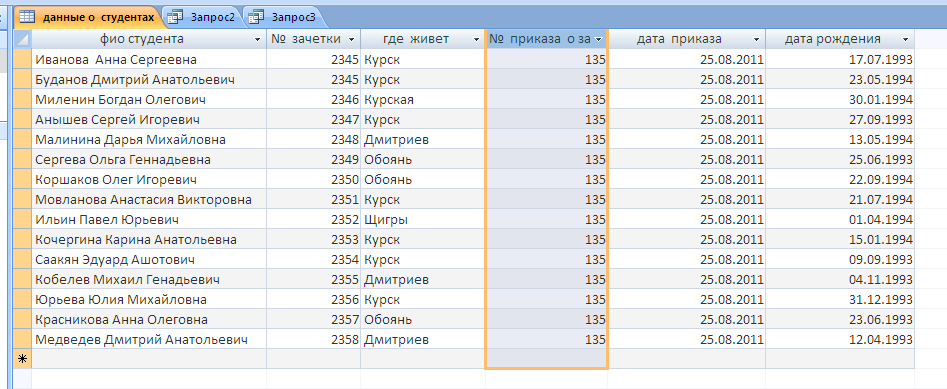 данные о студентах Запрос2 Запрос3
фио студента № зачетки где живет № приказа о за дата приказа дата рождения
Иванова Анна Сергеевна 2345 Курск 135 25.08.2011 17.07.1993
Буданов Дмитрий Анатольевич 2345 Курск 135 25.08.2011 23.05.1994
Миленин Богдан Олегович 2346 Курская 135 25.08.2011 30.01.1994
Анышев Сергей Игоревич 2347 Курск 135 25.08.2011 27.09.1993
Малинина Дарья Михайловна 2348 Дмитриев 135 25.08.2011 13.05.1994
Сергева Ольга Геннадьевна 2349 Обоянь 135 25.08.2011 25.06.1993
Коршаков Олег Игоревич 2350 Обоянь 135 25.08.2011 22.09.1994
Мовланова Анастасия Викторовна 2351 Курск 135 25.08.2011 21.07.1994
Ильин Павел Юрьевич 2352 Щигры 135 25.08.2011 01.04.1994
Кочергина Карина Анатольевна 2353 Курск 135 25.08.2011 15.01.1994
Саакян Эдуард Ашотович 2354 Курск 135 25.08.2011 09.09.1993
Кобелев Михаил Генадьевич 2355 Дмитриев 135 25.08.2011 04.11.1993
Юрьева Юлия Михайловна 2356 Курск 135 25.08.2011 31.12.1993
Красникова Анна Олеговна 2357 Обоянь 135 25.08.2011 23.06.1993
Медведев Дмитрий Анатольевич 2358 Дмитриев 135 25.08.2011 12.04.1993